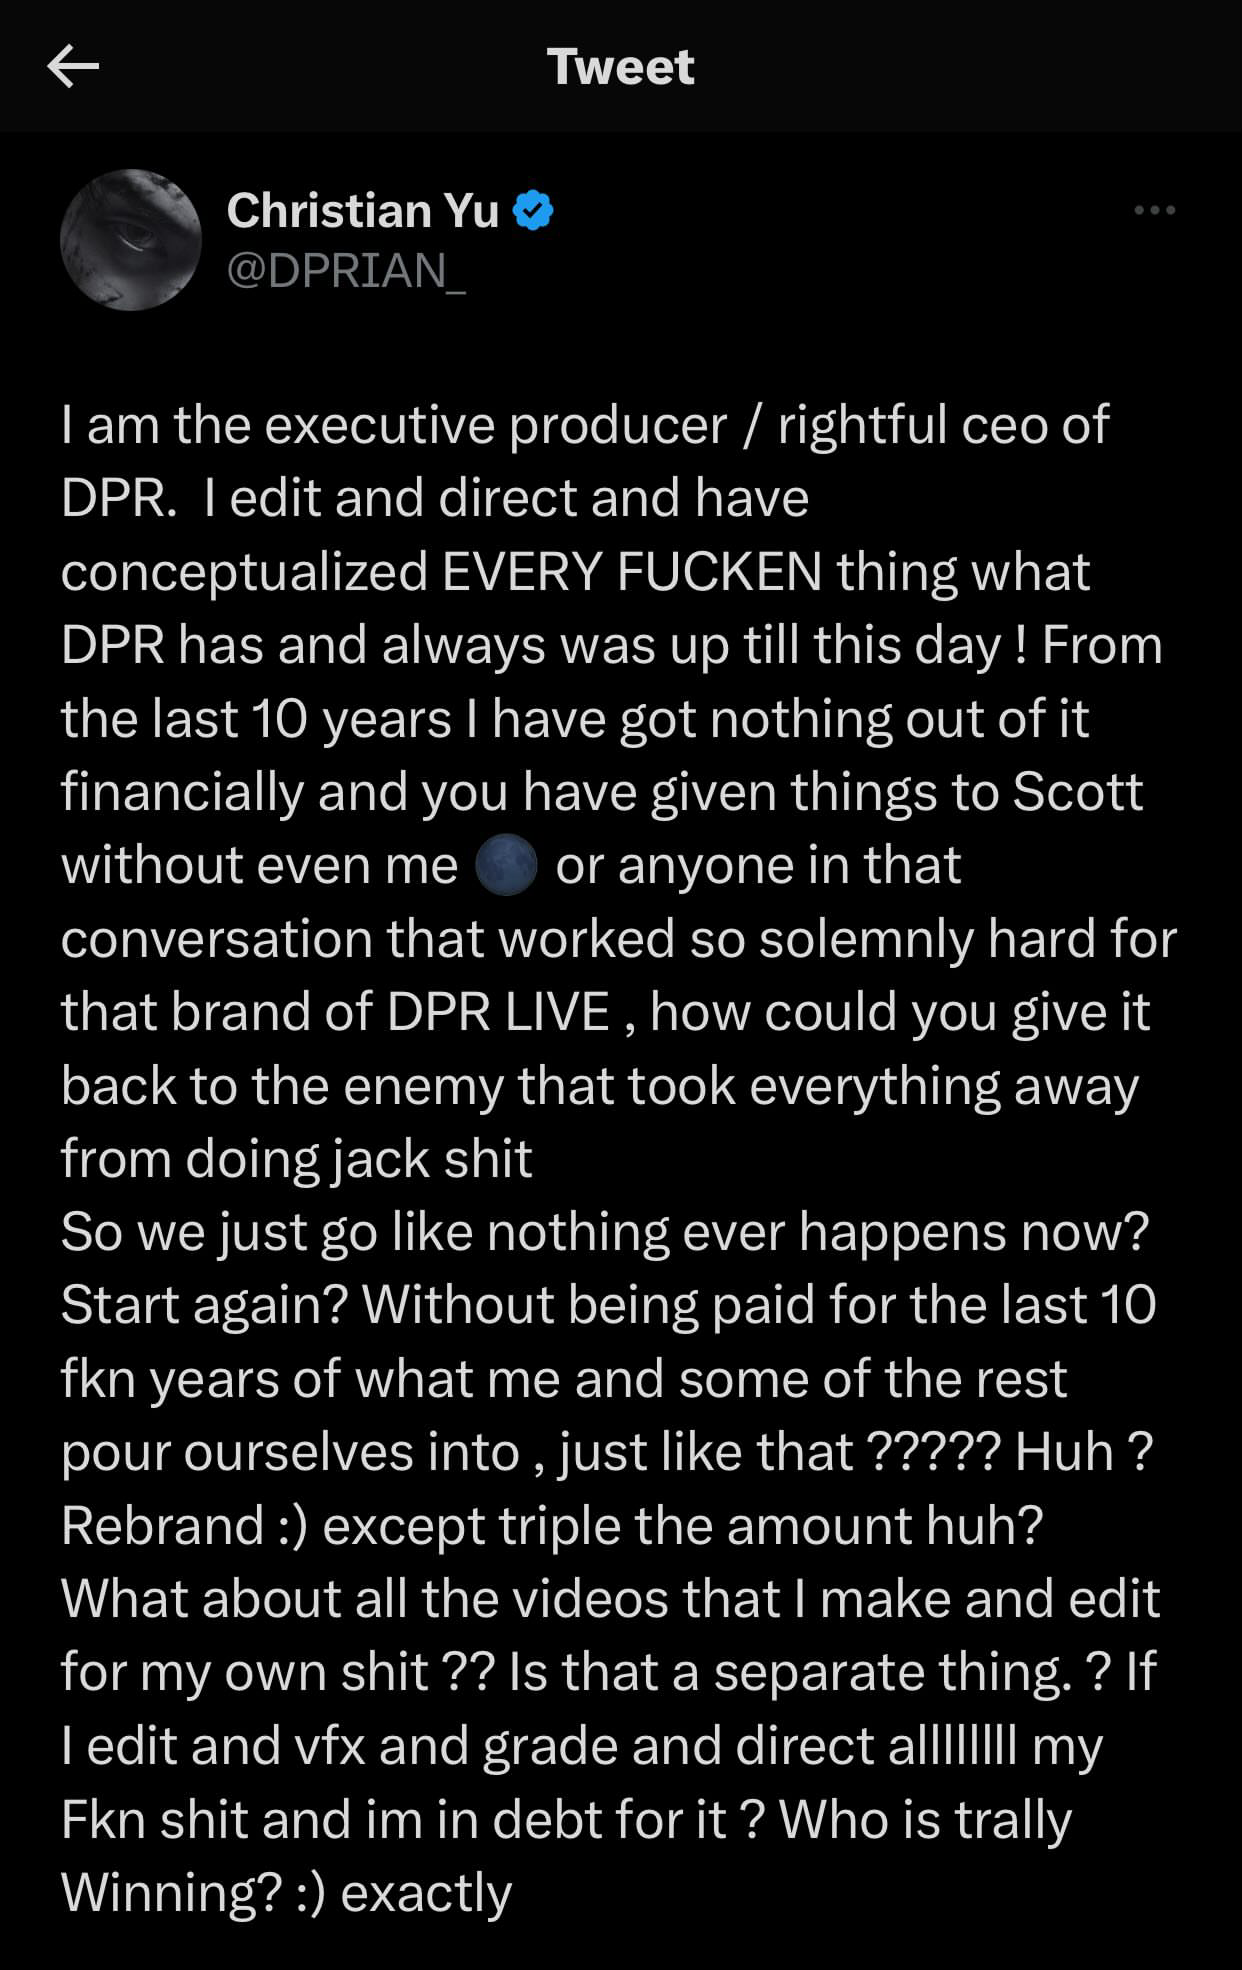 Tweet
Christian Yu
@DPRIAN_
I am the executive producer / rightful ceo of
DPR.  I edit and direct and have
conceptualized EVERY FUCKEN thing what
DPR has and always was up till this day ! From
the last 10 years I have got nothing out of it
financially and you have given things to Scott
without even me 🌑 or anyone in that
conversation that worked so solemnly hard for
that brand of DPR LIVE , how could you give it
back to the enemy that took everything away
from doing jack shit
So we just go like nothing ever happens now?
Start again? Without being paid for the last 10
fkn years of what me and some of the rest
pour ourselves into , just like that ????? Huh ?
Rebrand :) except triple the amount huh?
What about all the videos that I make and edit
for my own shit ?? Is that a separate thing. ? If
I edit and vfx and grade and direct allllllll my
Fkn shit and im in debt for it ? Who is trally
Winning? :) exactly